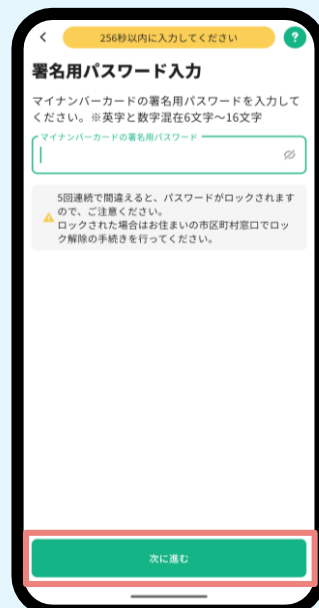 256秒以内に入力してください
?
署名用パスワード入力
マイナンバーカードの署名用パスワードを入力して
ください。※英字と数字混在6文字～16文字
マイナンバーカードの署名用パスワード
5回連続で間違えると、パスワードがロックされます
ので、ご注意ください。
ロックされた場合はお住まいの市区町村窓口でロッ
ク解除の手続きを行ってください。
次に進む